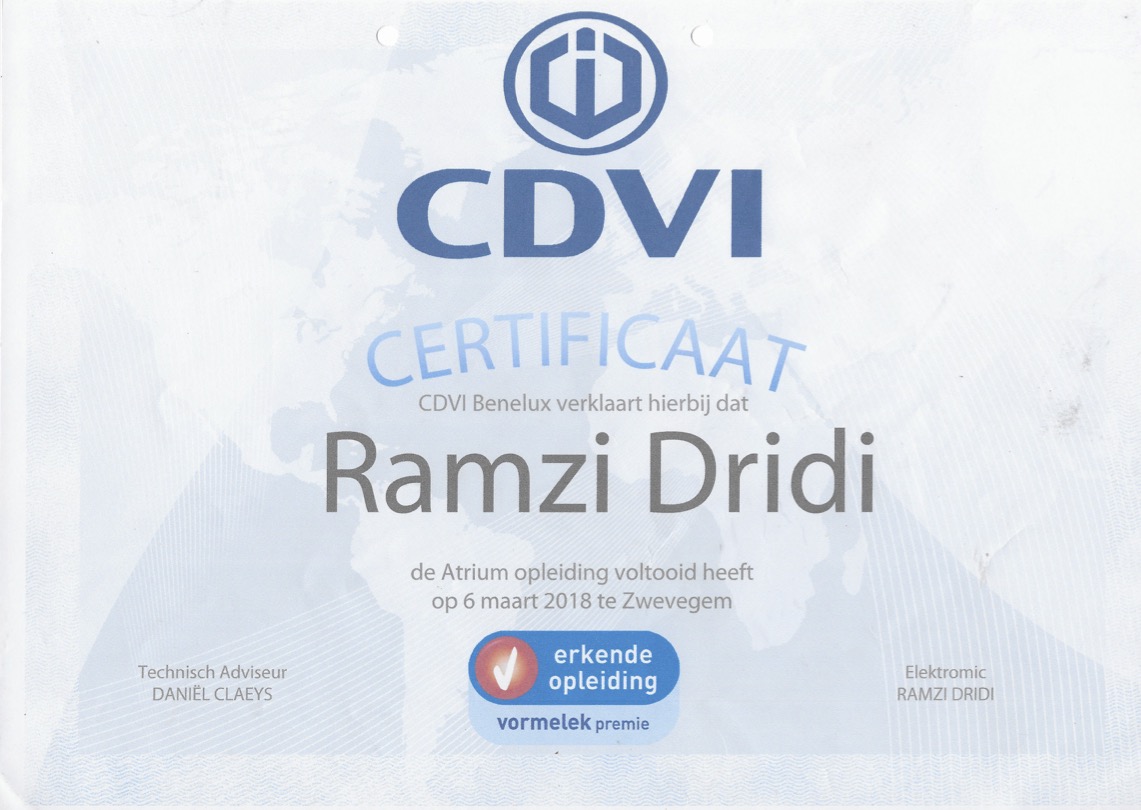 CDVI
CERTIFICAAT
CDVI Benelux verklaart hierbij dat
Ramzi Dridi
de Atrium opleiding voltooid heeft
op 6 maart 2018 te Zwevegem
erkende
opleiding
vormelek premie
Technisch Adviseur
DANIËL CLAEYS
Elektromic
RAMZI DRIDI